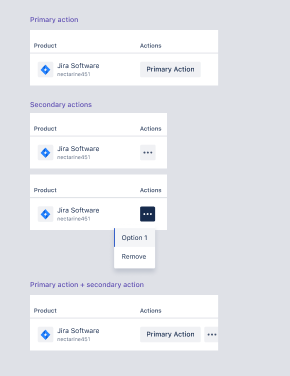 Primary action
Product Actions
Jira Software Primary Action
nectarine451
Secondary actions
Product Actions
Jira Software
nectarine451
Product Actions
Jira Software
nectarine451
Option 1
Remove
Primary action + secondary action
Product Actions
Jira Software Primary Action
nectarine451